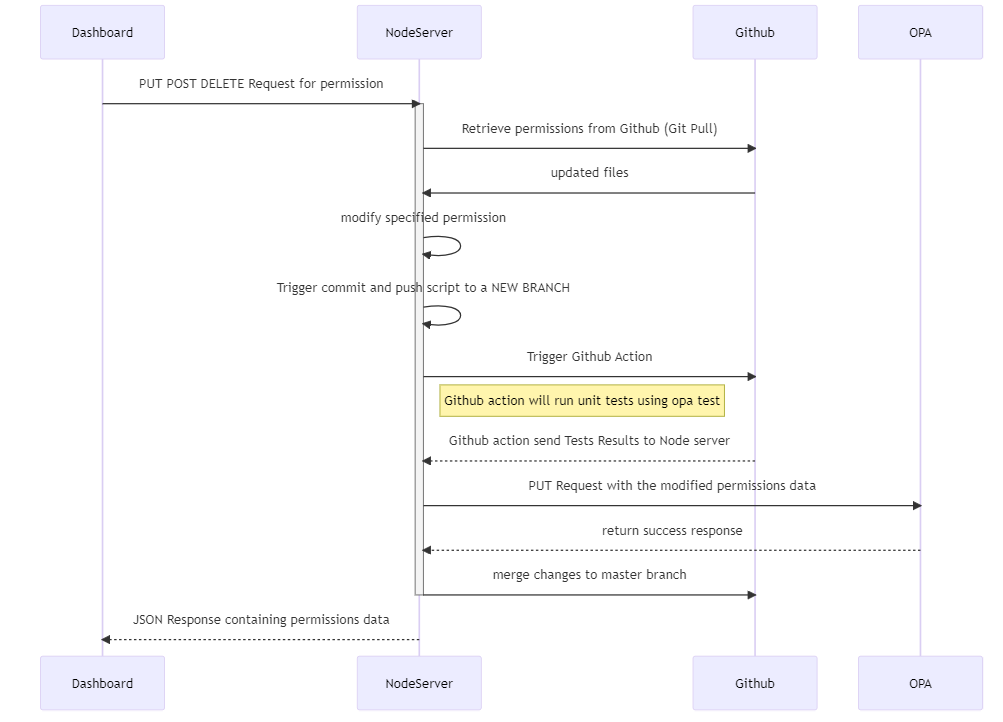 Dashboard
NodeServer
Github
OPA
PUT POST DELETE Request for permission
Retrieve permissions from Github (Git Pull)
updated files
modify specified permission
Trigger commit and push script to a NEW BRANCH
Trigger Github Action
Github action will run unit tests using opa test
Github action send Tests Results to Node server
PUT Request with the modified permissions data
return success response
merge changes to master branch
JSON Response containing permissions data
Dashboard
NodeServer
Github
OPA